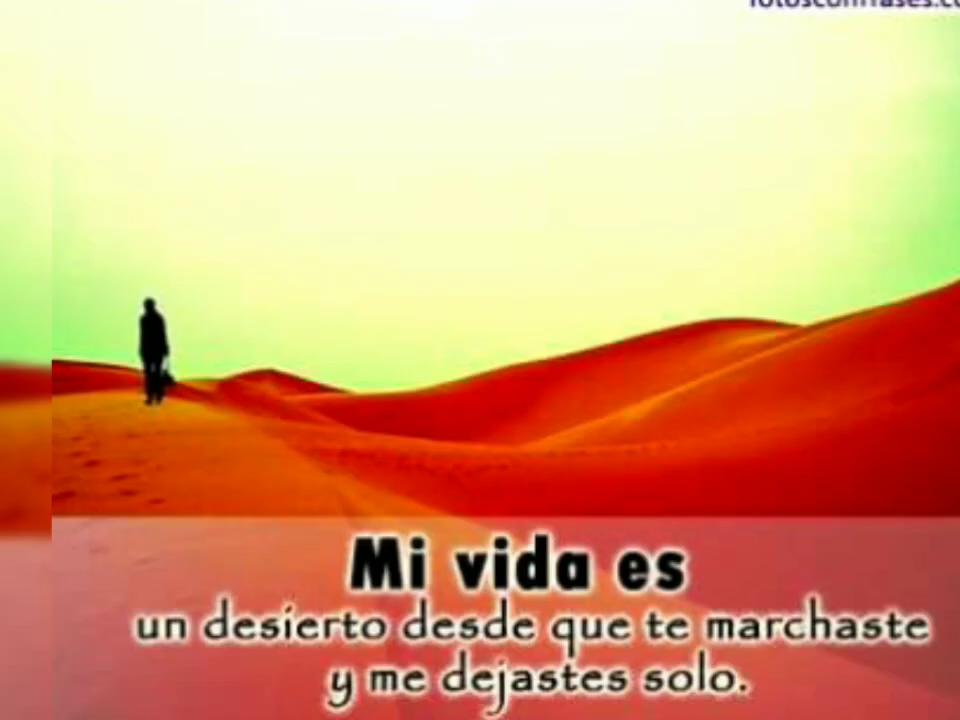 Mi vida es
un desierto desde que te marchaste
y me dejastes solo.